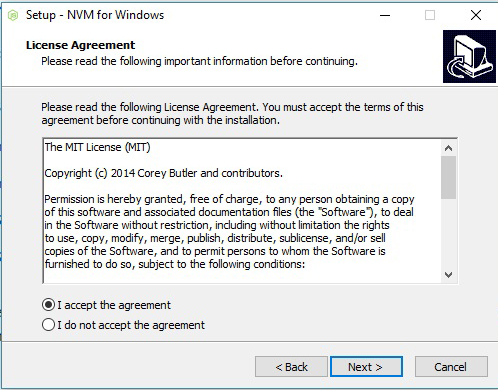 Setup - NVM for Windows
License Agreement
Please read the following important information before continuing.
Please read the following License Agreement. You must accept the terms of this
agreement before continuing with the installation.
The MIT License (MIT)
Copyright (c) 2014 Corey Butler and contributors.
Permission is hereby granted, free of charge, to any person obtaining a copy
of this software and associated documentation files (the "Software"), to deal
in the Software without restriction, including without limitation the rights
to use, copy, modify, merge, publish, distribute, sublicense, and/or sell
copies of the Software, and to permit persons to whom the Software is
furnished to do so, subject to the following conditions:
I accept the agreement
I do not accept the agreement
< Back
Next >
Cancel